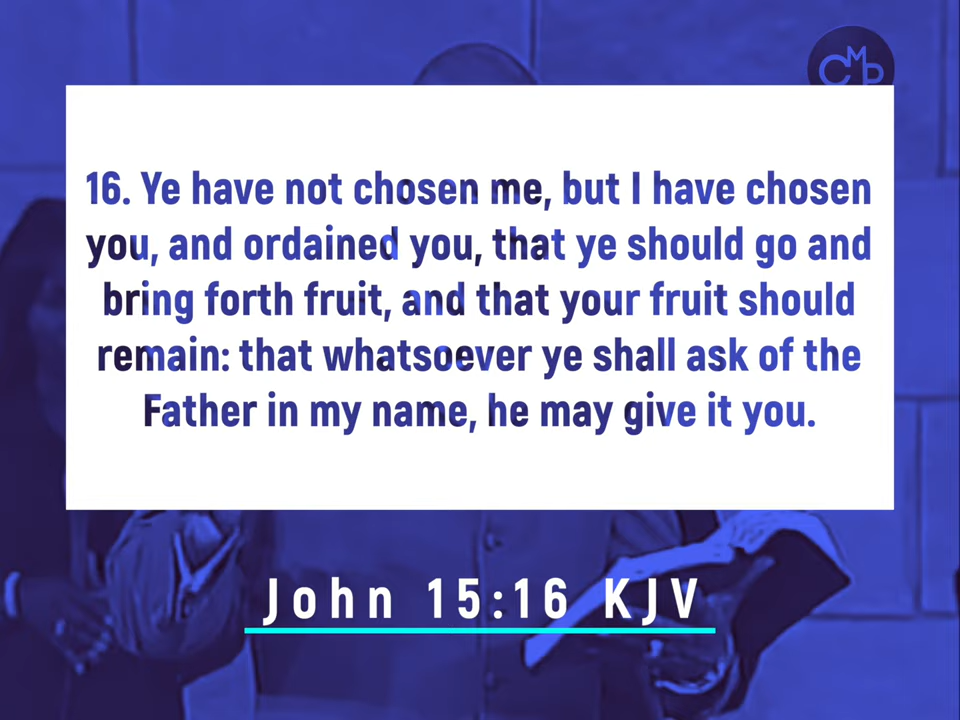 CMD
16. Ye have not chosen me, but I have chosen
you, and ordained you, that ye should go and
bring forth fruit, and that your fruit should
remain: that whatsoever ye shall ask of the
Father in my name, he may give it you.
John 15:16 KJV